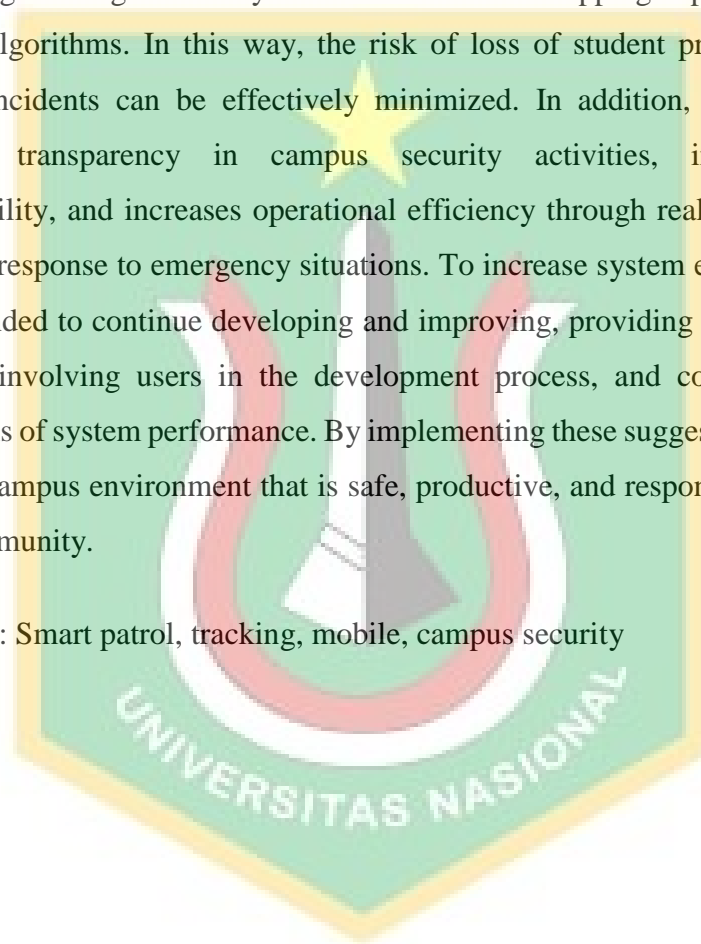 lgorithms. In this way, the risk of loss of student pr
ncidents can be effectively minimized. In addition,
transparency in campus security activities, i
ility, and increases operational efficiency through real
response to emergency situations. To increase system e
ded to continue developing and improving, providing
involving users in the development process, and co
s of system performance. By implementing these sugges
ampus environment that is safe, productive, and respon
munity.
: Smart patrol, tracking, mobile, campus security
UNIVERSITAS NASIONAL